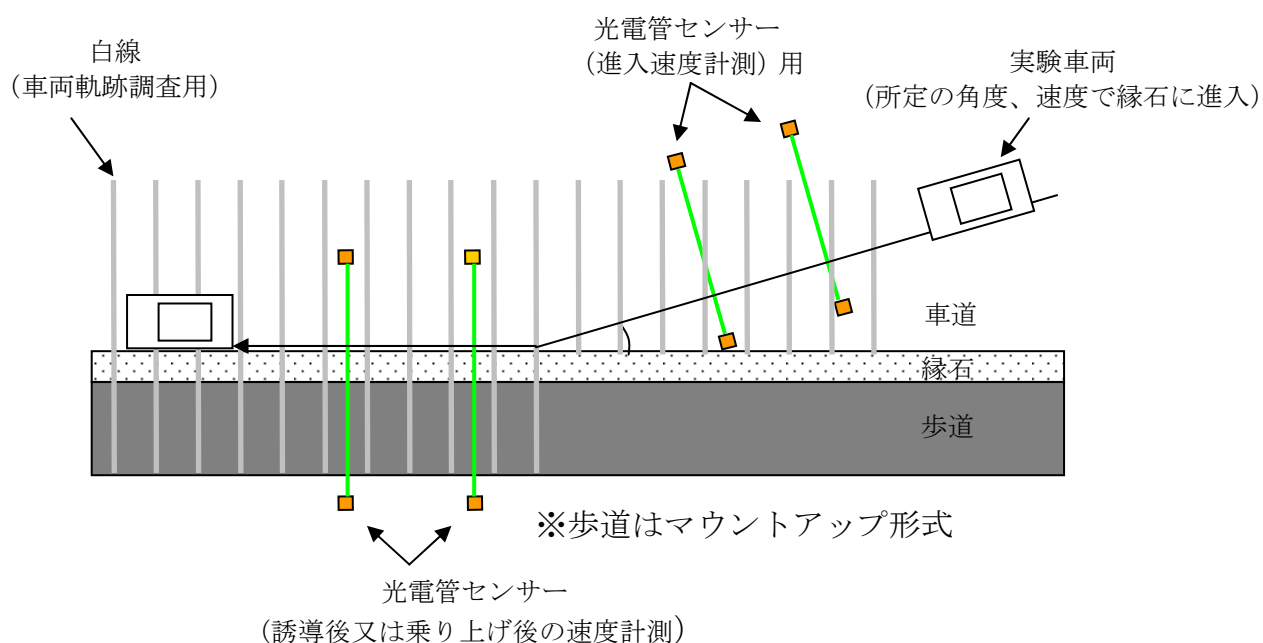 光電管センサー
（進入速度計測）用
白線
（車両軌跡調査用）
実験車両
（所定の角度、速度で縁石に進入）
車道
縁石
歩道
※歩道はマウントアップ形式
光電管センサー
（誘導後又は乗り上げ後の速度計測）